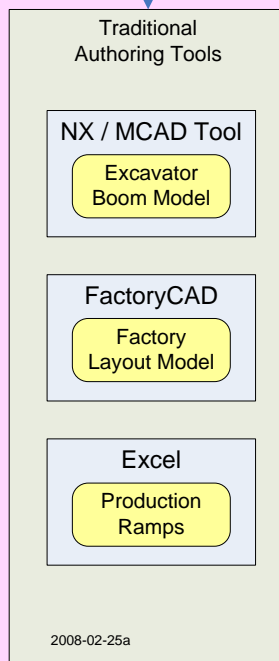 Traditional
Authoring Tools
NX / MCAD Tool
Excavator
Boom Model
FactoryCAD
Factory
Layout Model
Excel
Production
Ramps
2008-02-25a